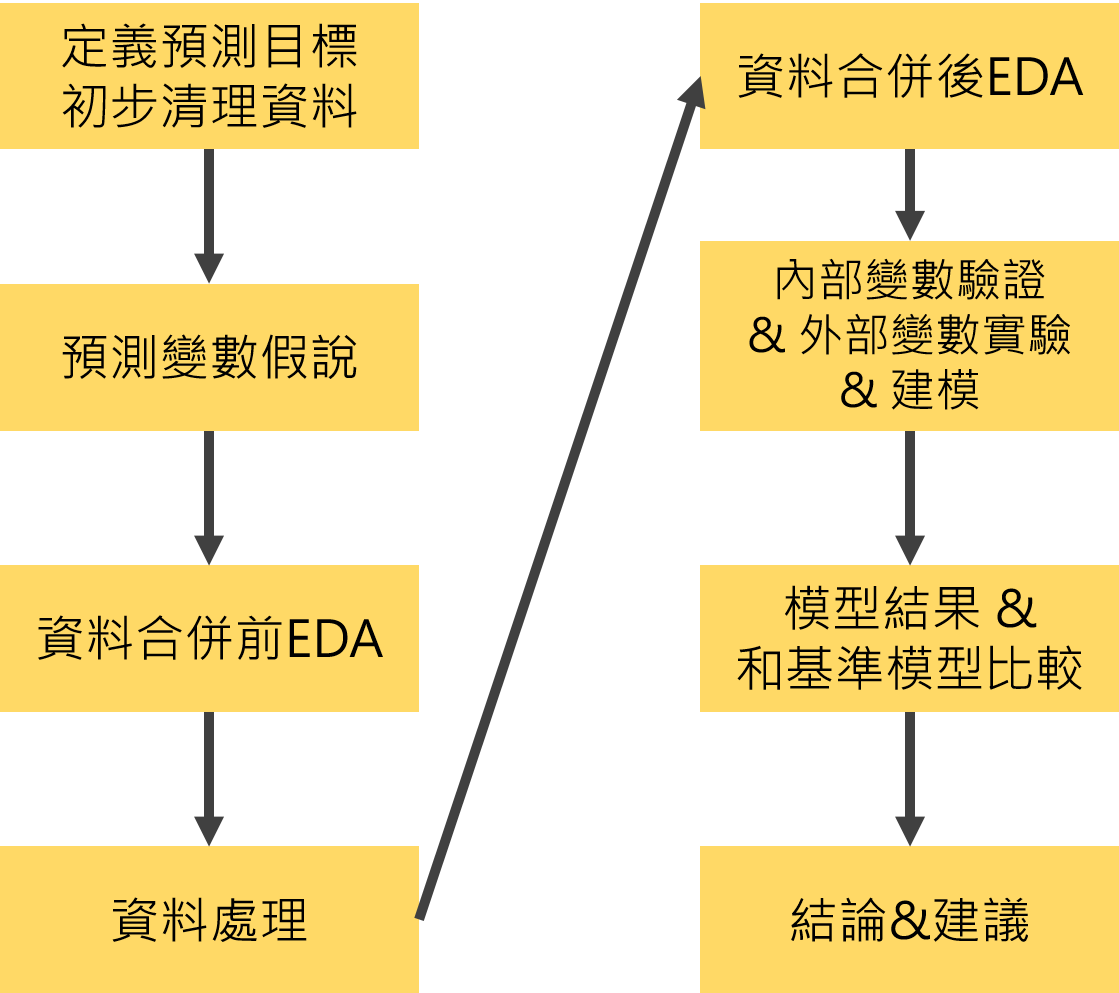 定義預測目標
初步清理資料
預測變數假說
資料合併前EDA
資料處理
資料合併後EDA
內部變數驗證
& 外部變數實驗
& 建模
模型結果 &
和基準模型比較
結論&建議